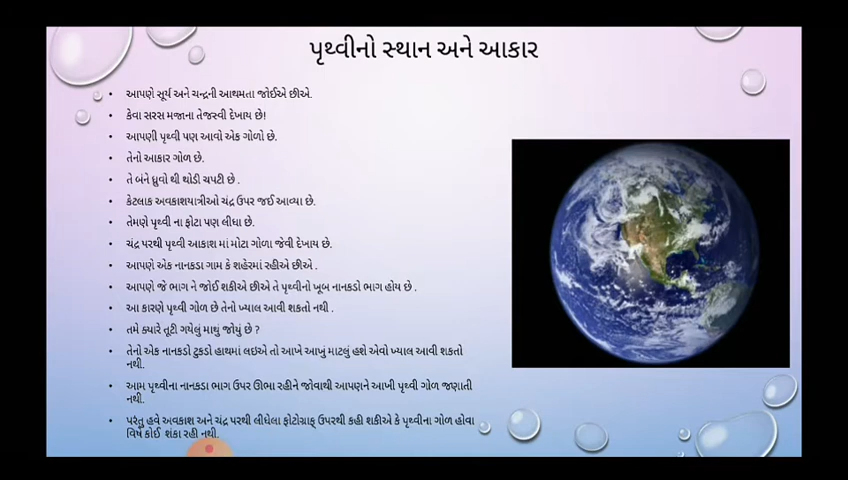 પૃથ્વીનો સ્થાન અને આકાર
આપણે સૂર્ય અને ચન્દ્રની આથમતા જોઈએ છીએ.
કેવા સરસ મજાના તેજસ્વી દેખાય છે!
આપણી પૃથ્વી પણ આવો એક ગોળો છે.
તેનો આકાર ગોળ છે.
તે બંને ધ્રુવો થી થોડી ચપટી છે .
કેટલાક અવકાશયાત્રીઓ ચંદ્ર ઉપર જઈ આવ્યા છે.
તેમણે પૃથ્વી ના ફોટા પણ લીધા છે.
ચંદ્ર પરથી પૃથ્વી આકાશ માં મોટા ગોળા જેવી દેખાય છે.
આપણે એક નાનકડા ગામ કે શહેરમાં રહીએ છીએ .
આપણે જે ભાગ ને જોઈ શકીએ છીએ તે પૃથ્વીનો ખૂબ નાનકડો ભાગ હોય છે .
આ કારણે પૃથ્વી ગોળ છે તેનો ખ્યાલ આવી શકતો નથી .
તમે ક્યારે તૂટી ગયેલું માથું જોયું છે ?
તેનો એક નાનકડો ટુકડો હાથમાં લઇએ તો આખે આખું માટલું હશે એવો ખ્યાલ આવી શકતો
નથી.
આમ પૃથ્વીના નાનકડા ભાગ ઉપર ઊભા રહીને જોવાથી આપણને આખી પૃથ્વી ગોળ જણાતી
નથી.
પરંતુ હવે અવકાશ અને ચંદ્ર પરથી લીધેલા ફોટોગ્રાફ ઉપરથી કહી શકીએ કે પૃથ્વીના ગોળ હોવા
વિષે કોઈ શંકા રહી નથી.